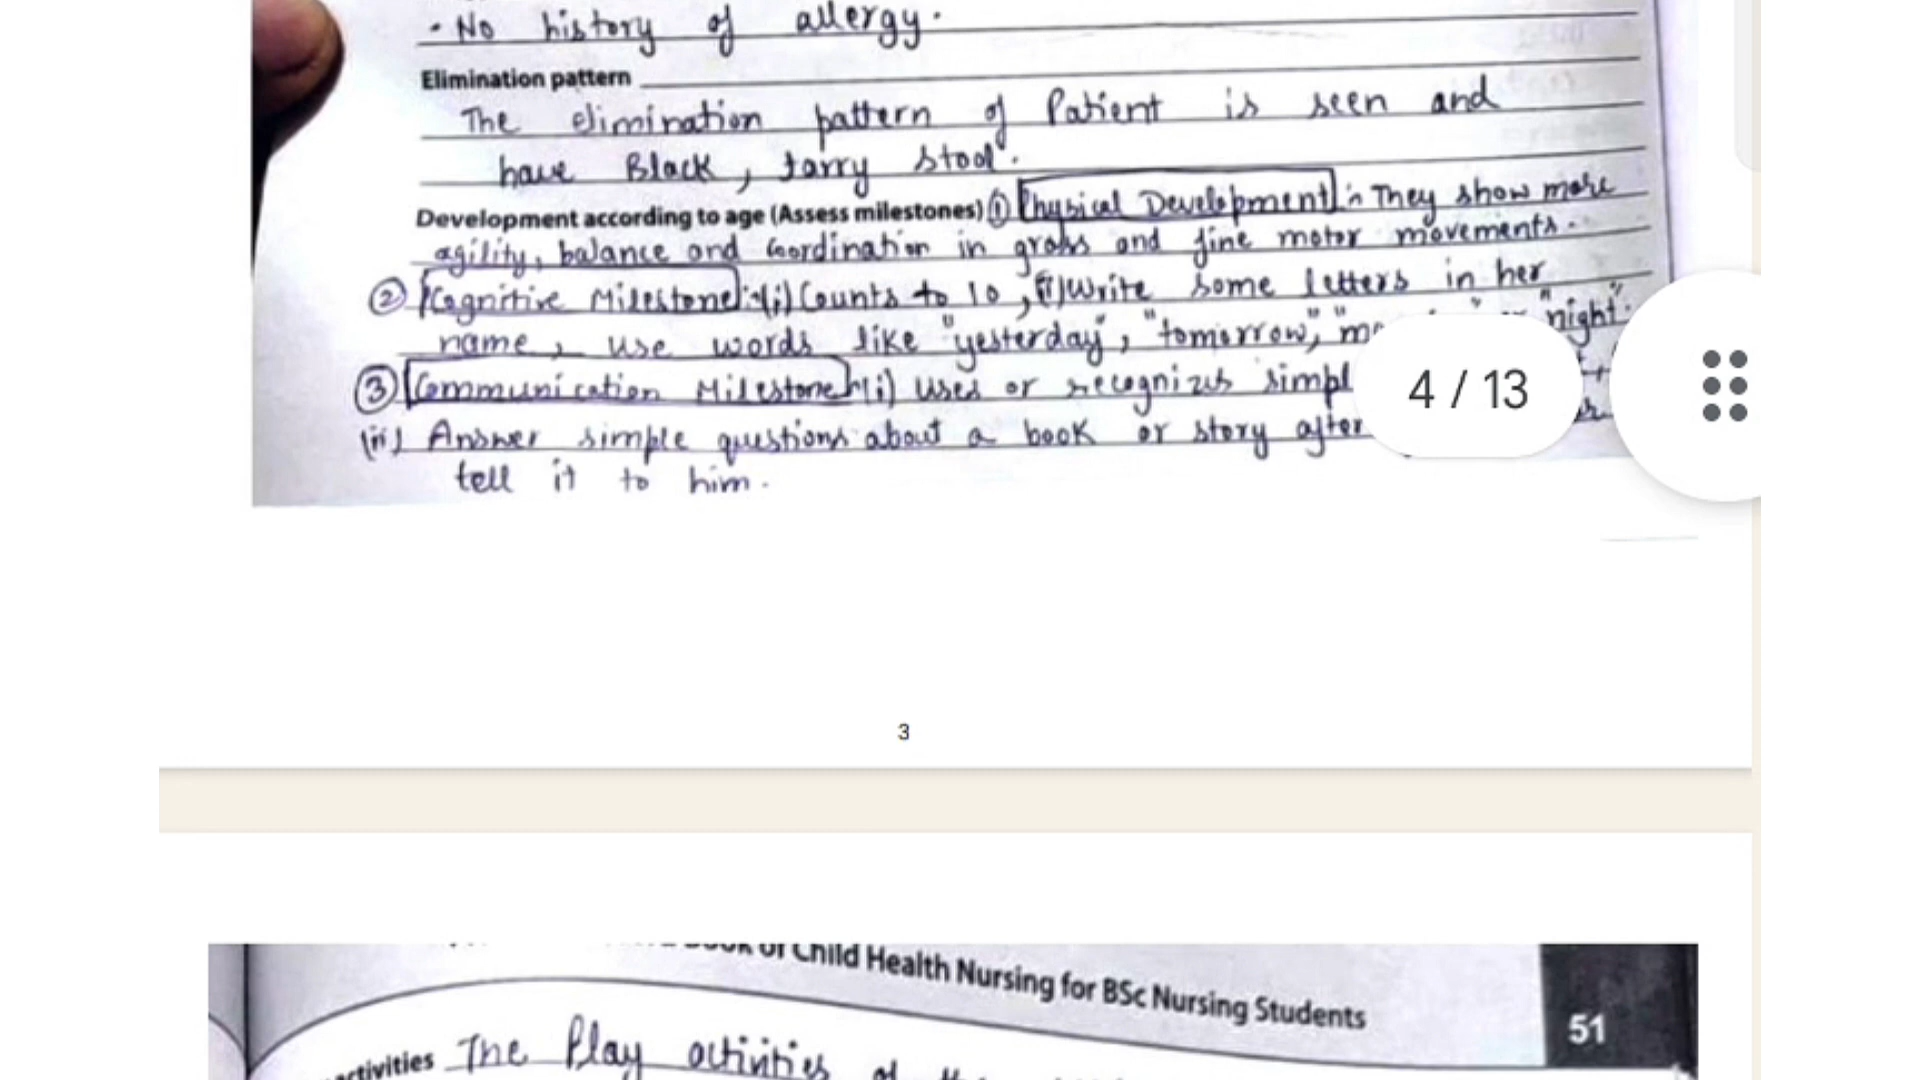 • No history of allergy.
Elimination pattern
The elimination pattern of Patient is seen and
have Black, tarry stool.
Development according to age (Assess milestones) ① Physical Development :- They show more
agility, balance and Coordination in gross and fine motor movements.
② Cognitive Milestone :- (i) Counts to 10, (ii) Write some letters in her
name, use words like "yesterday", "tomorrow", "night".
③ Communication Milestone :- (i) Uses or recognizes
(ii) Answer simple questions about a book or story after
tell it to him.
4 / 13
3
of Child Health Nursing for BSc Nursing Students
51
The Play activities